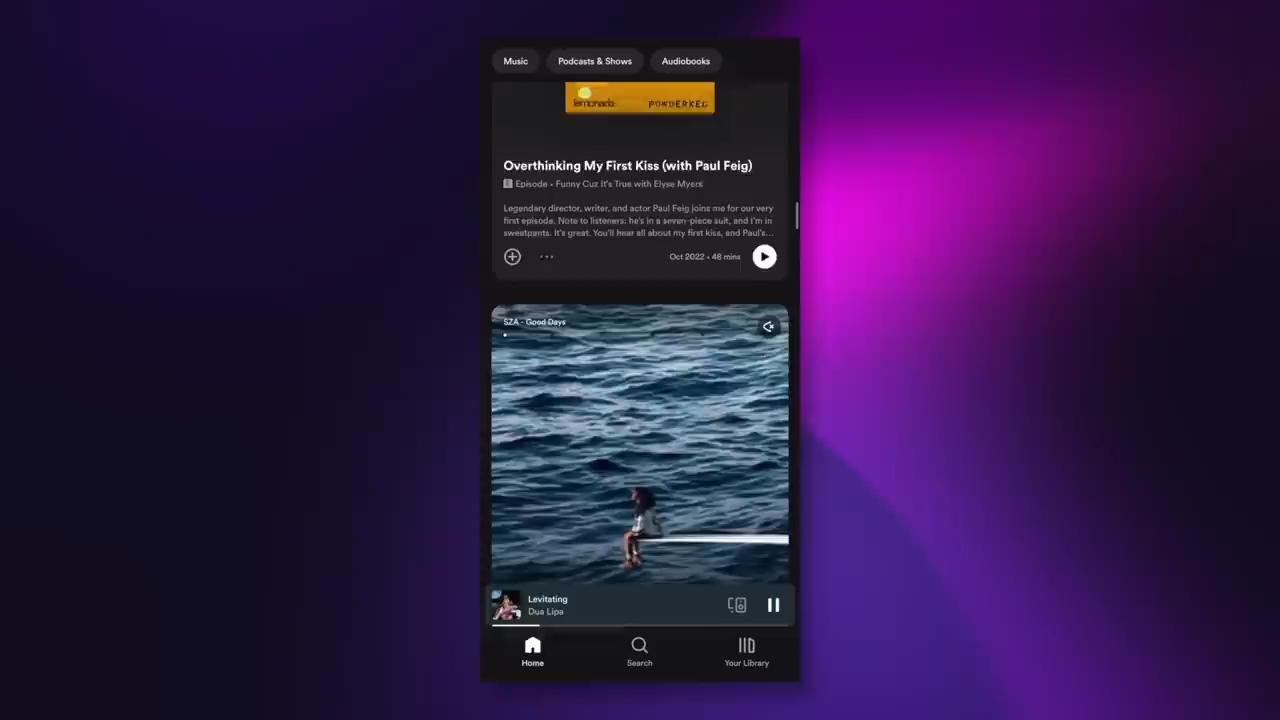 Music
Podcasts & Shows
Audiobooks
lemonada
POWDERKEG
Overthinking My First Kiss (with Paul Feig)
E Episode • Funny Cuz It's True with Elyse Myers
Legendary director, writer, and actor Paul Feig joins me for our very
first episode. Note to listeners: he's in a seven-piece suit, and I'm in
sweatpants. It's great. You'll hear all about my first kiss, and Paul's...
Oct 2022 • 48 mins
SZA - Good Days
Levitating
Dua Lipa
Home
Search
Your Library